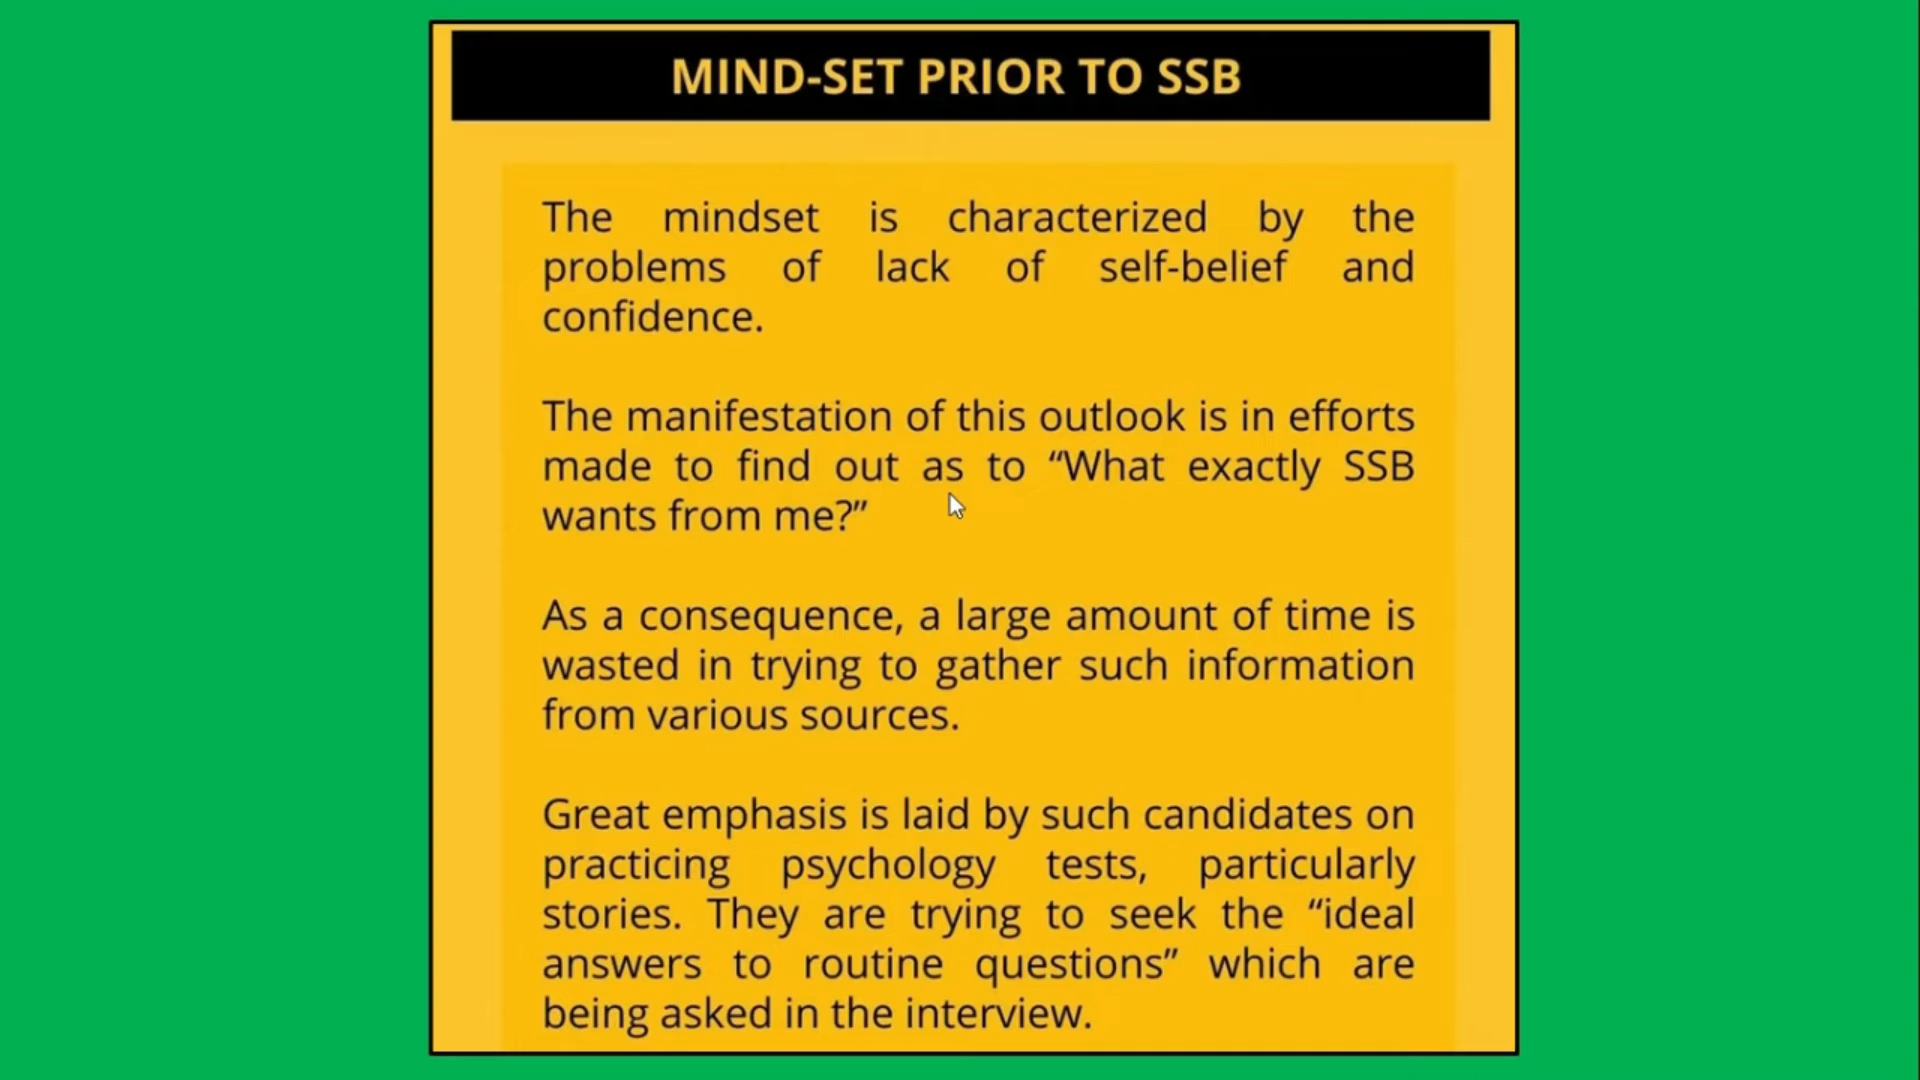 MIND-SET PRIOR TO SSB
The mindset is characterized by the
problems of lack of self-belief and
confidence.
The manifestation of this outlook is in efforts
made to find out as to “What exactly SSB
wants from me?”
As a consequence, a large amount of time is
wasted in trying to gather such information
from various sources.
Great emphasis is laid by such candidates on
practicing psychology tests, particularly
stories. They are trying to seek the “ideal
answers to routine questions” which are
being asked in the interview.